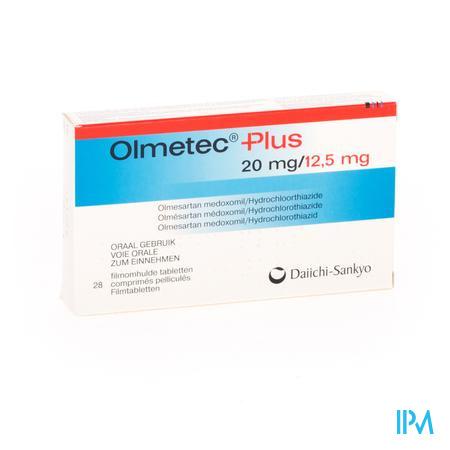 Olmetec® Plus
20 mg/12,5 mg
Olmesartan medoxomil/Hydrochloorthiazide
Olmésartan médoxomil/Hydrochlorothiazide
Olmesartan medoxomil/Hydrochlorothiazid
ORAAL GEBRUIK
VOIE ORALE
ZUM EINNEHMEN
28 filmomhulde tabletten
comprimés pelliculés
Filmtabletten
Daiichi-Sankyo
IPM